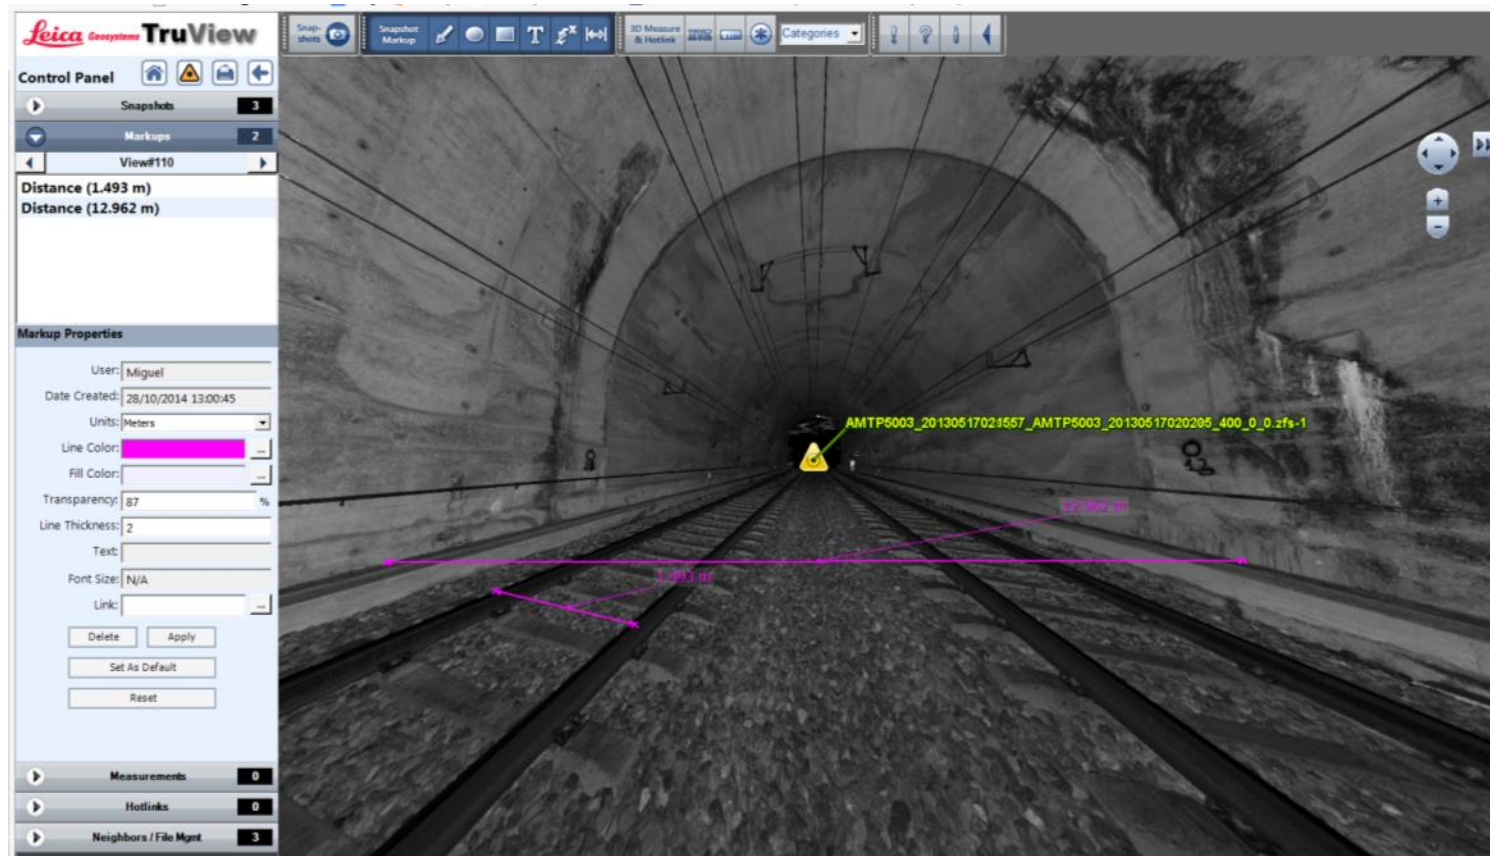 Leica Geosystems TruView
Snap-shots
Snapshot Markup
T
3D Measure & Hotlink
Categories
Control Panel
Snapshots 3
Markups 2
View#110
Distance (1.493 m)
Distance (12.962 m)
Markup Properties
User: Miguel
Date Created: 28/10/2014 13:00:45
Units: Meters
Line Color: ...
Fill Color: ...
Transparency: 87 %
Line Thickness: 2
Text:
Font Size: N/A
Link: ...
Delete Apply
Set As Default
Reset
Measurements 0
Hotlinks 0
Neighbors / File Mgmt 3
12.962 m
1.493 m